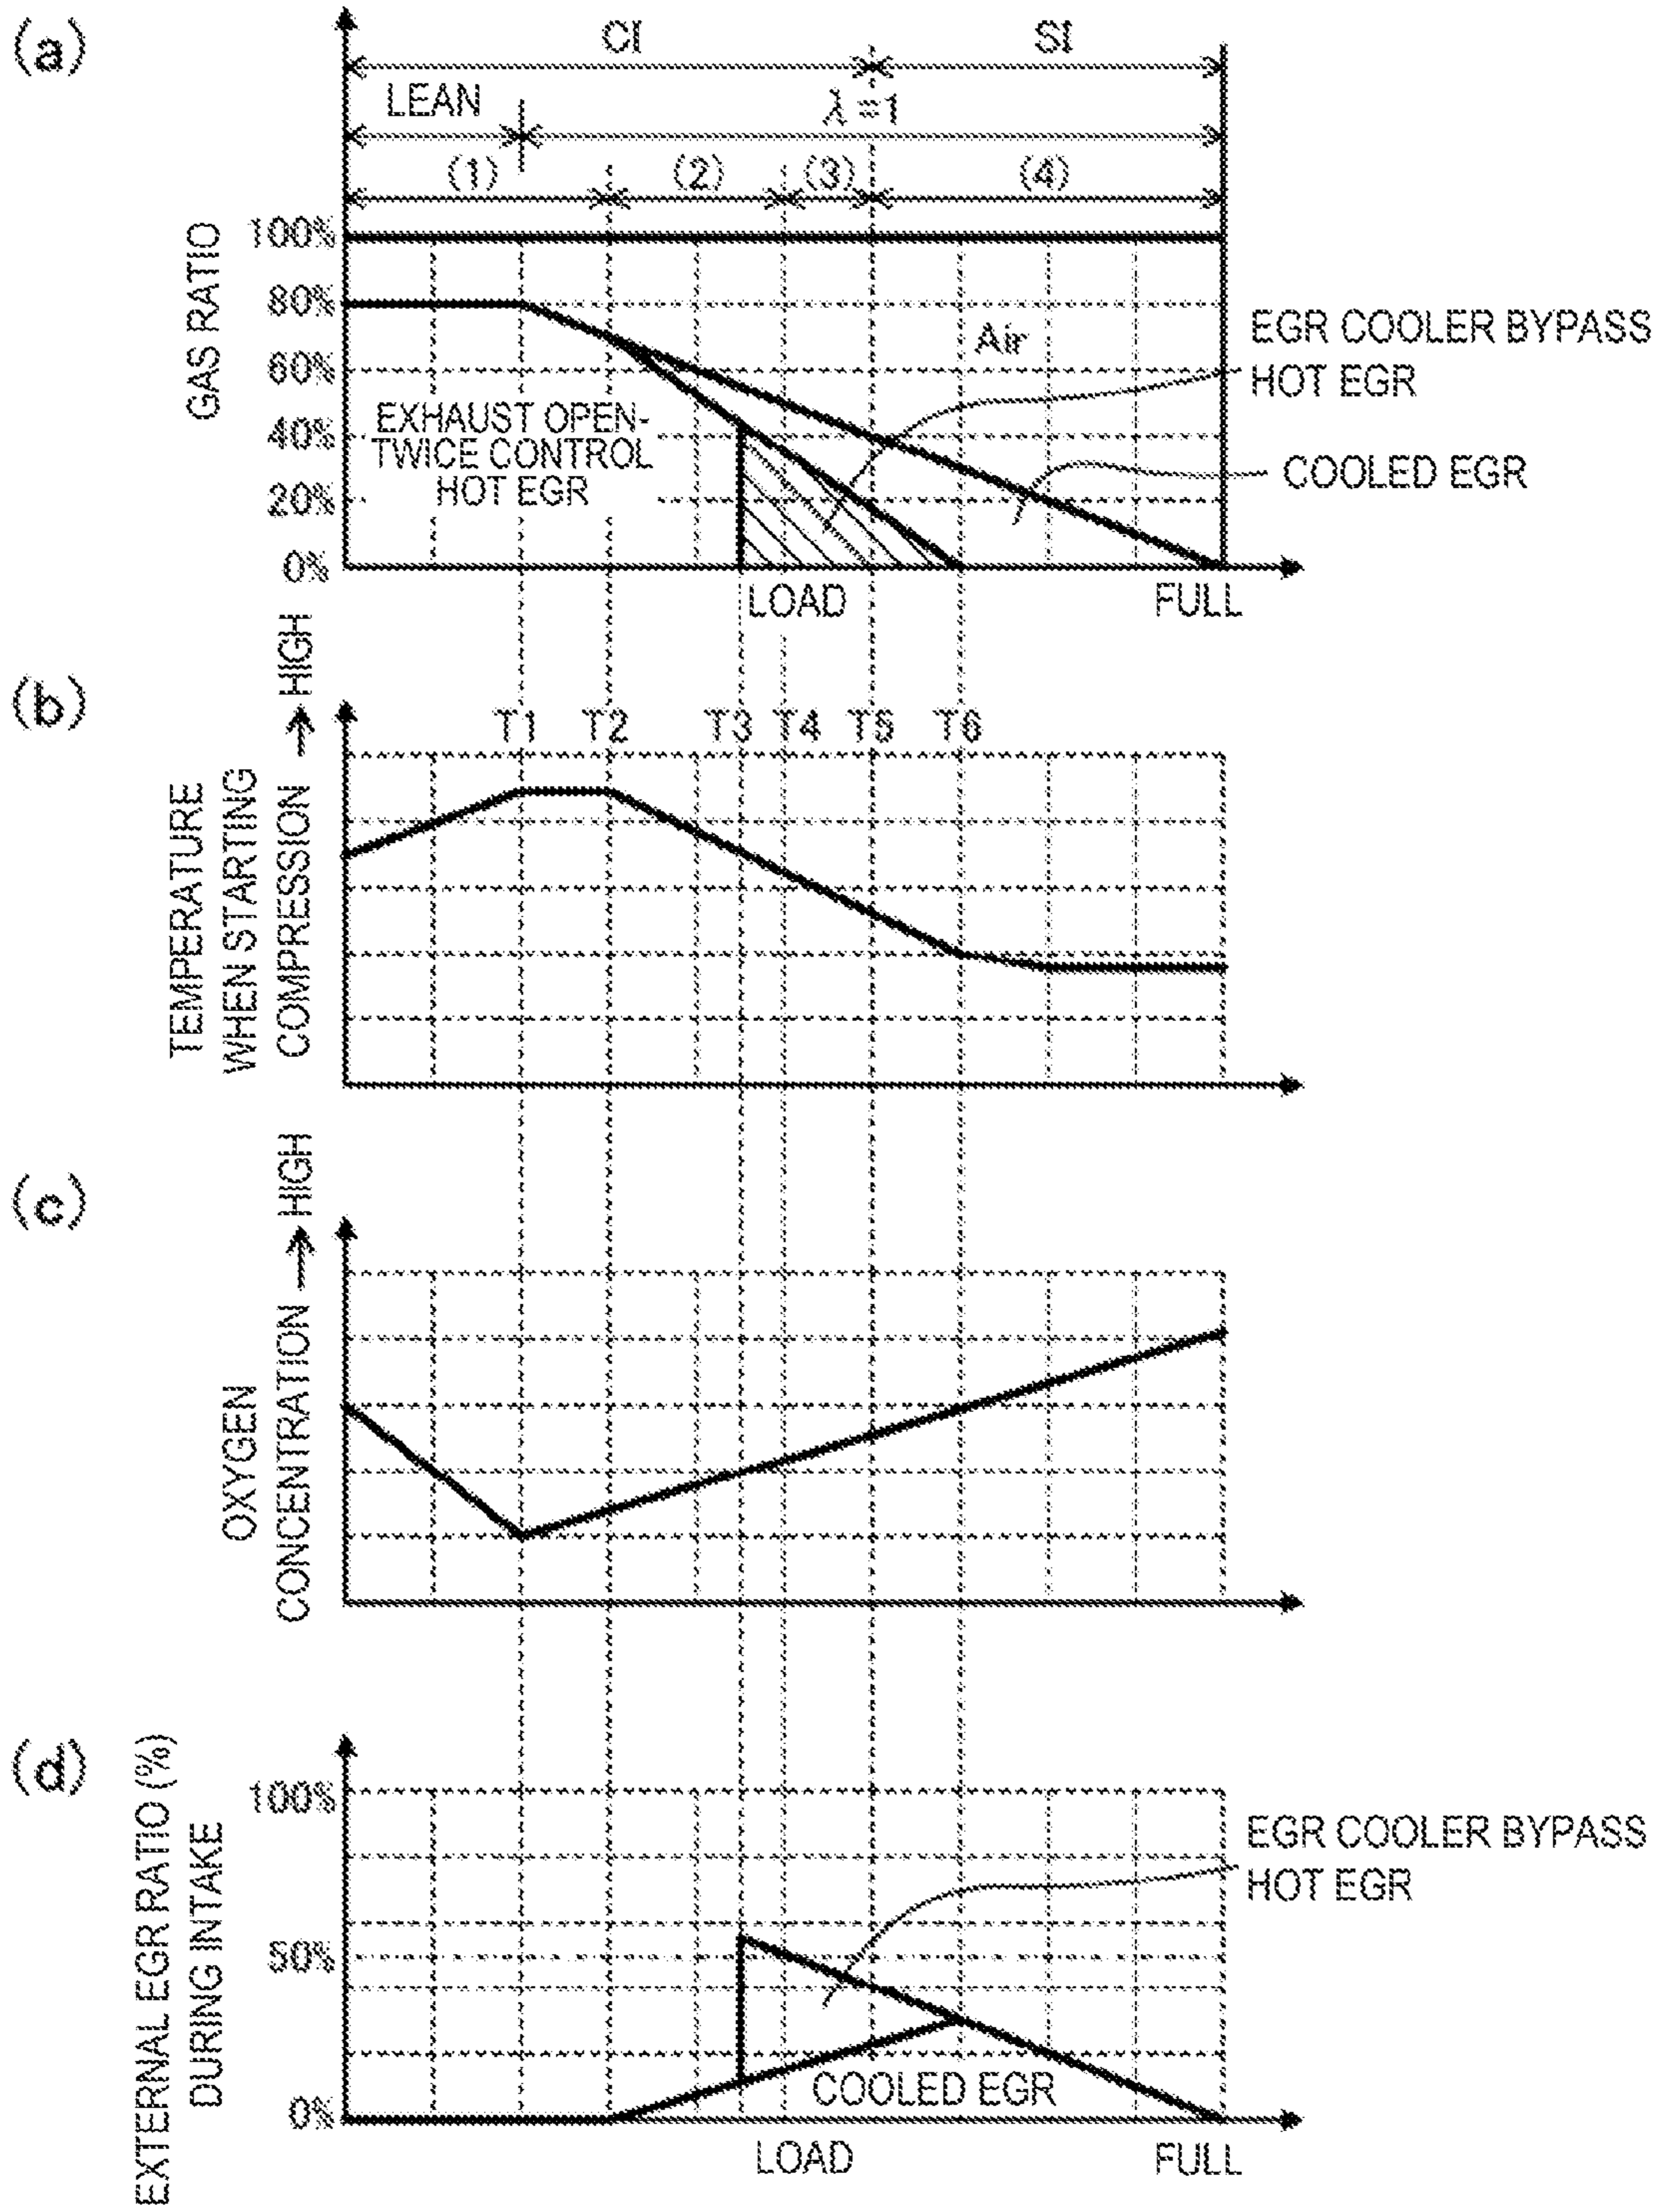 (a)
CI
SI
LEAN
λ=1
(1)
(2)
(3)
(4)
GAS RATIO
100%
80%
60%
40%
20%
0%
Air
EXHAUST OPEN-
TWICE CONTROL
HOT EGR
EGR COOLER BYPASS
HOT EGR
COOLED EGR
LOAD
FULL
(b)
TEMPERATURE
WHEN STARTING
COMPRESSION → HIGH
T1
T2
T3
T4
T5
T6
(c)
OXYGEN
CONCENTRATION → HIGH
(d)
EXTERNAL EGR RATIO (%)
DURING INTAKE
100%
50%
0%
EGR COOLER BYPASS
HOT EGR
COOLED EGR
LOAD
FULL